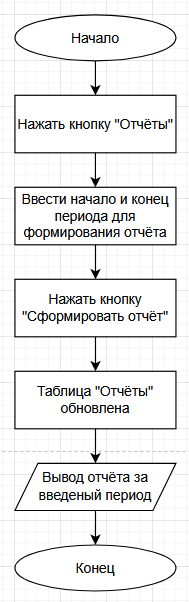 Начало
Нажать кнопку "Отчёты"
Ввести начало и конец
периода для
формирования отчёта
Нажать кнопку
"Сформировать отчёт"
Таблица "Отчёты"
обновлена
Вывод отчёта за
введеный период
Конец